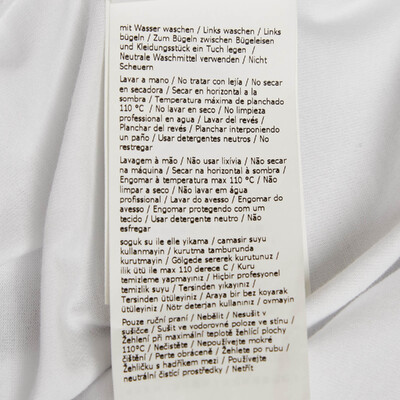 mit Wasser waschen / Links waschen / Links
bügeln / Zum Bügeln zwischen Bügeleisen
und Kleidungsstück ein Tuch legen /
Neutrale Waschmittel verwenden / Nicht
Scheuern
Lavar a mano / No tratar con lejía / No secar
en secadora / Secar en horizontal a la
sombra / Temperatura máxima de planchado
110 °C / No lavar en seco / No limpieza
professional en agua / Lavar del revés /
Planchar del revés / Planchar interponiendo
un paño / Usar detergentes neutros / No
restregar
Lavagem à mão / Não usar lixívia / Não secar
na máquina / Secar na horizontal à sombra /
Engomar à temperatura max 110 °C / Não
limpar a seco / Não lavar em água
profissional / Lavar do avesso / Engomar do
avesso / Engomar protegendo com um
tecido / Usar detergente neutro / Não
esfregar
soguk su ile elle yikama / camasir suyu
kullanmayin / kurutma tamburunda
kurutmayin / Gölgede sererek kurutunuz /
ilik ütü ile max 110 derece C / Kuru
temizleme yapmayınız / Hiçbir profesyonel
temizlik suyu / Tersinden yikayiniz /
Tersinden ütüleyiniz / Araya bir bez koyarak
ütüleyiniz / Nötr deterjan kullanınız / ovmayin
Pouze ruční praní / Nebělit / Nesušit v
sušičce / Sušit ve vodorovné poloze ve stínu /
Žehlení při maximální teplotě žehlící plochy
110°C / Nečistěte / Nepoužívejte mokré
čištění / Perte obrácené / Žehlete po rubu /
Žehličku s hadříkem mezi / Používejte
neutrální čisticí prostředky / Netřít